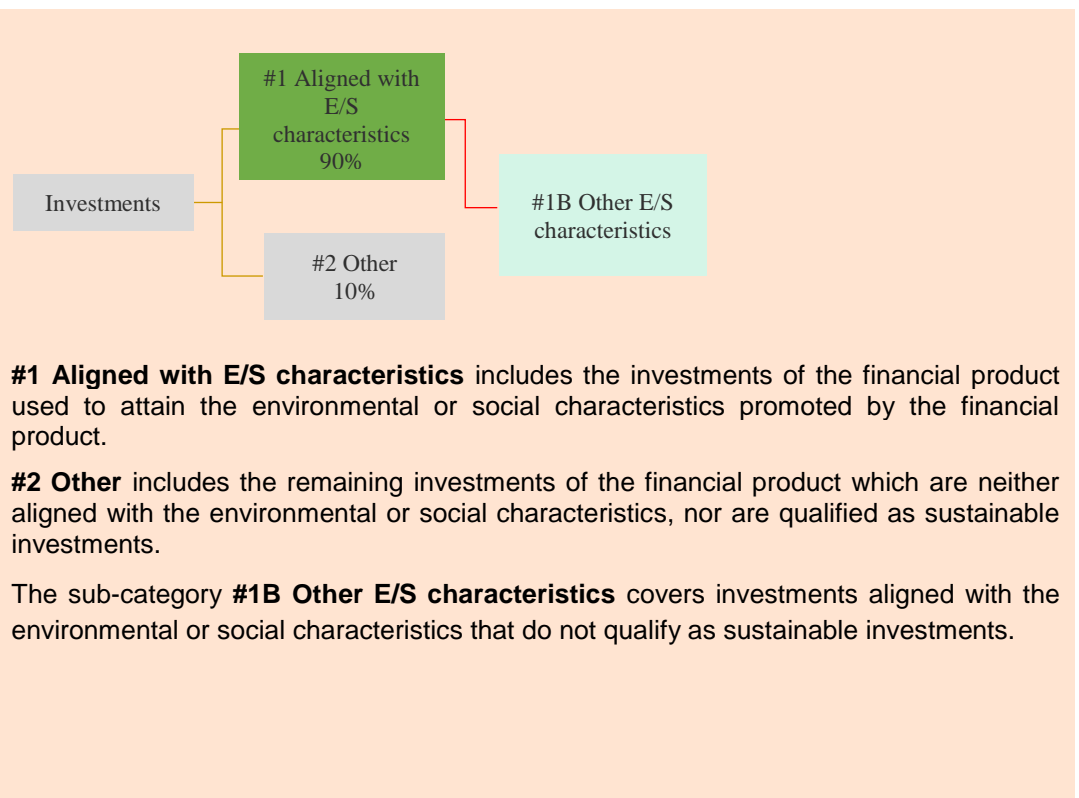 #1 Aligned with
E/S
characteristics
90%
Investments
#1B Other E/S
characteristics
#2 Other
10%
#1 Aligned with E/S characteristics includes the investments of the financial product
used to attain the environmental or social characteristics promoted by the financial
product.
#2 Other includes the remaining investments of the financial product which are neither
aligned with the environmental or social characteristics, nor are qualified as sustainable
investments.
The sub-category #1B Other E/S characteristics covers investments aligned with the
environmental or social characteristics that do not qualify as sustainable investments.